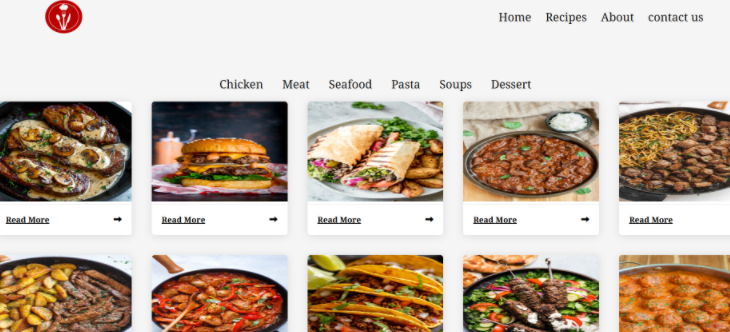 Home Recipes About contact us
Chicken Meat Seafood Pasta Soups Dessert
Read More Read More Read More Read More Read More